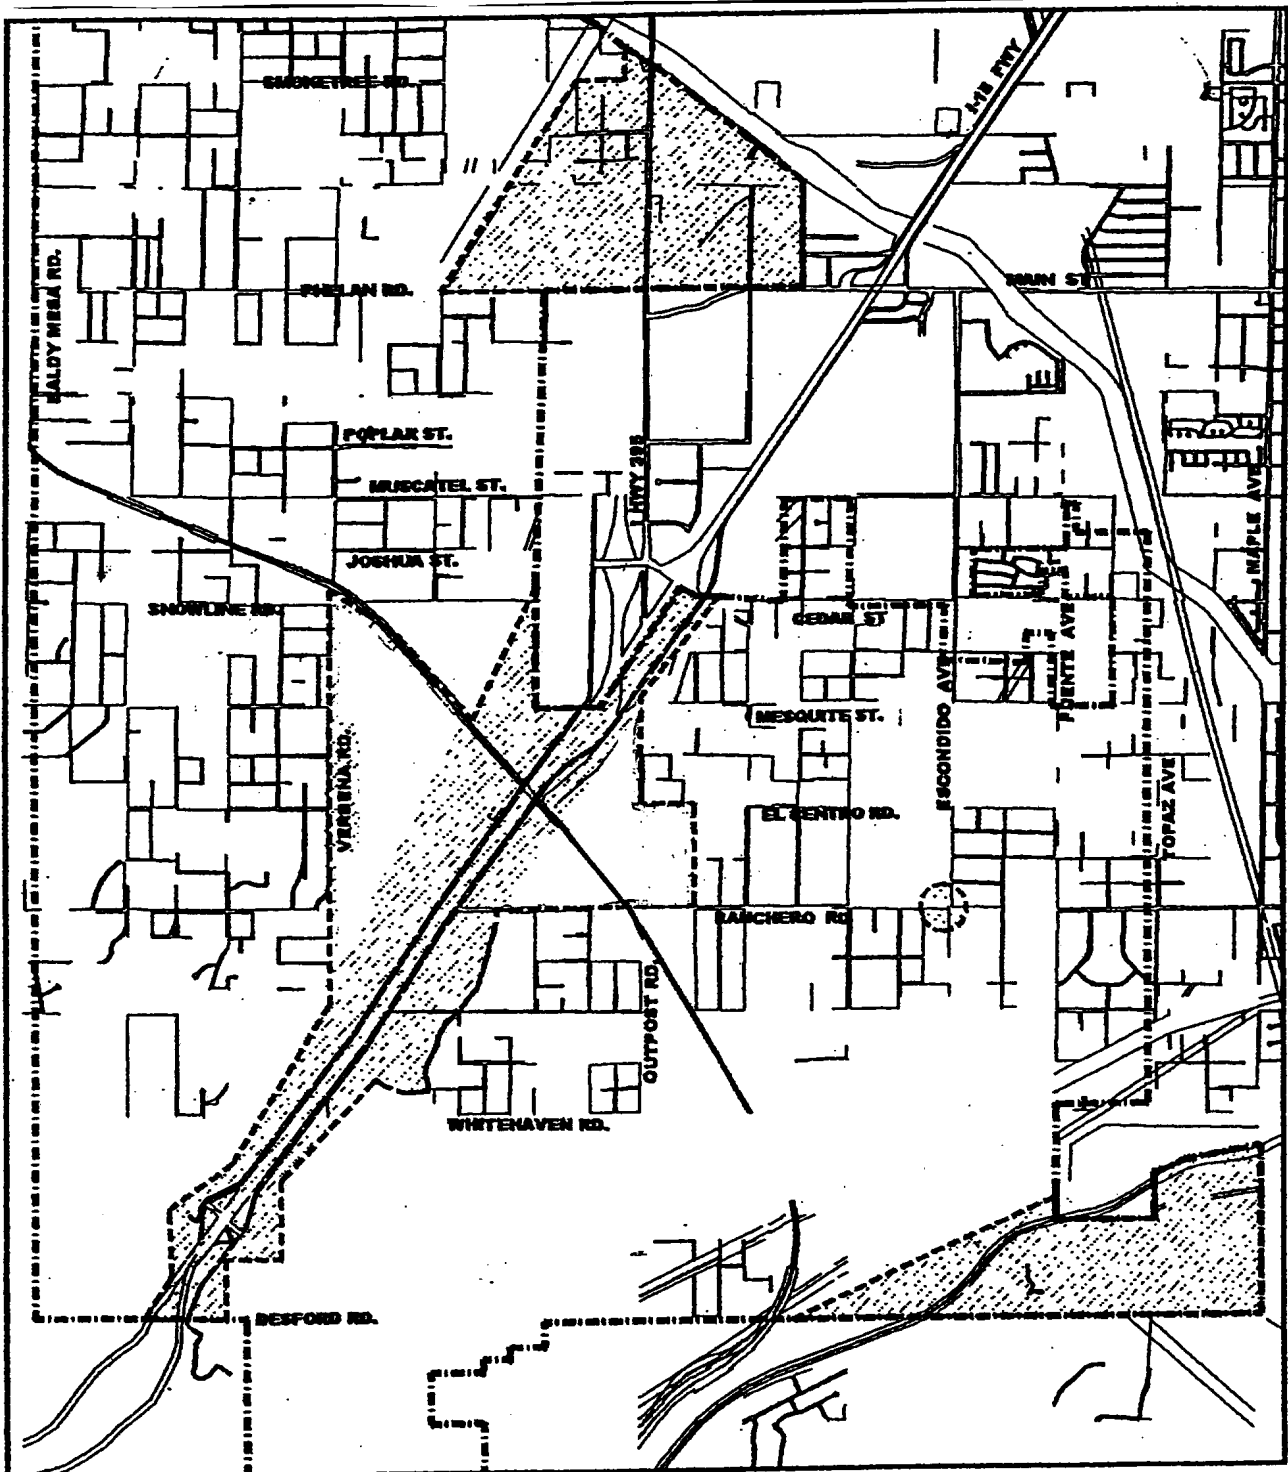 SMOKETREE RD.
I-15 FWY
BALDY MESA RD.
PHELAN RD.
MAIN ST
POPLAR ST.
HWY 395
MUSCATEL ST.
MAPLE AVE
JOSHUA ST.
SNOWLINE RD.
CEDAR ST
FUENTE AVE
ESCONDIDO AVE
MESQUITE ST.
VERBENA RD.
TOPAZ AVE
EL CENTRO RD.
RANCHERO RD
OUTPOST RD.
WHITEHAVEN RD.
DESFORD RD.